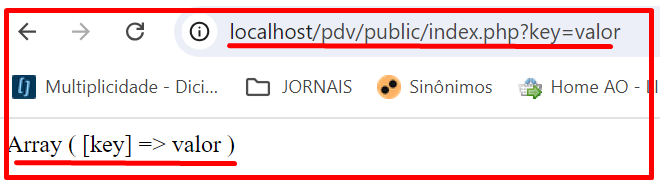 localhost/pdv/public/index.php?key=valor
Multiplicidade - Dici... JORNAIS Sinônimos Home AO - I
Array ( [key] => valor )